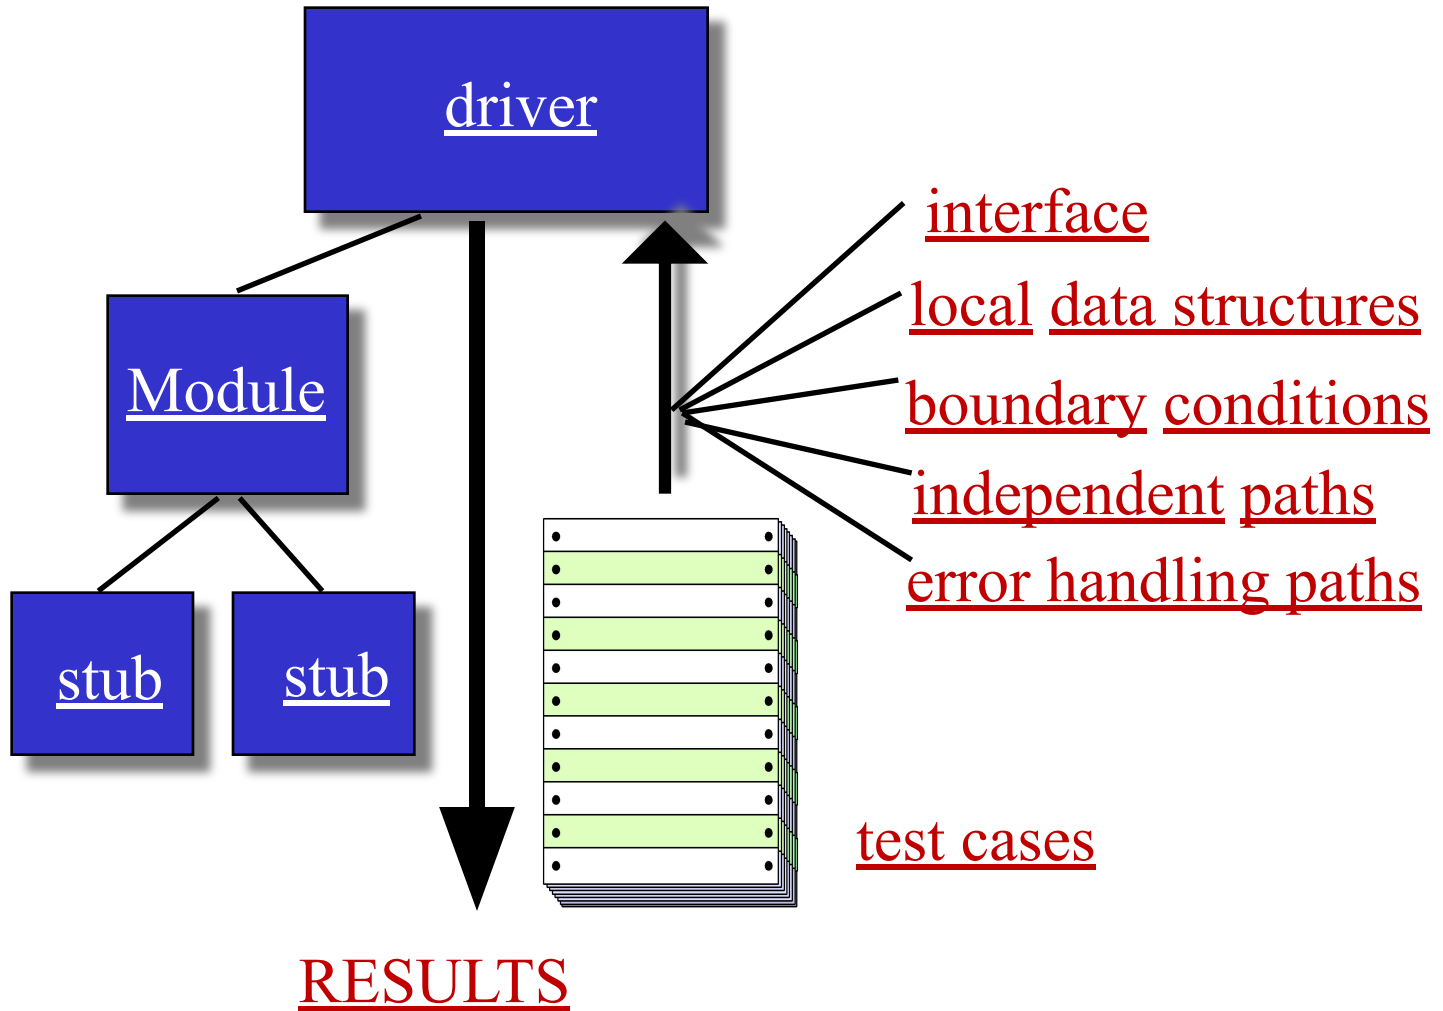 driver
interface
local data structures
Module
boundary conditions
independent paths
error handling paths
stub
stub
test cases
RESULTS